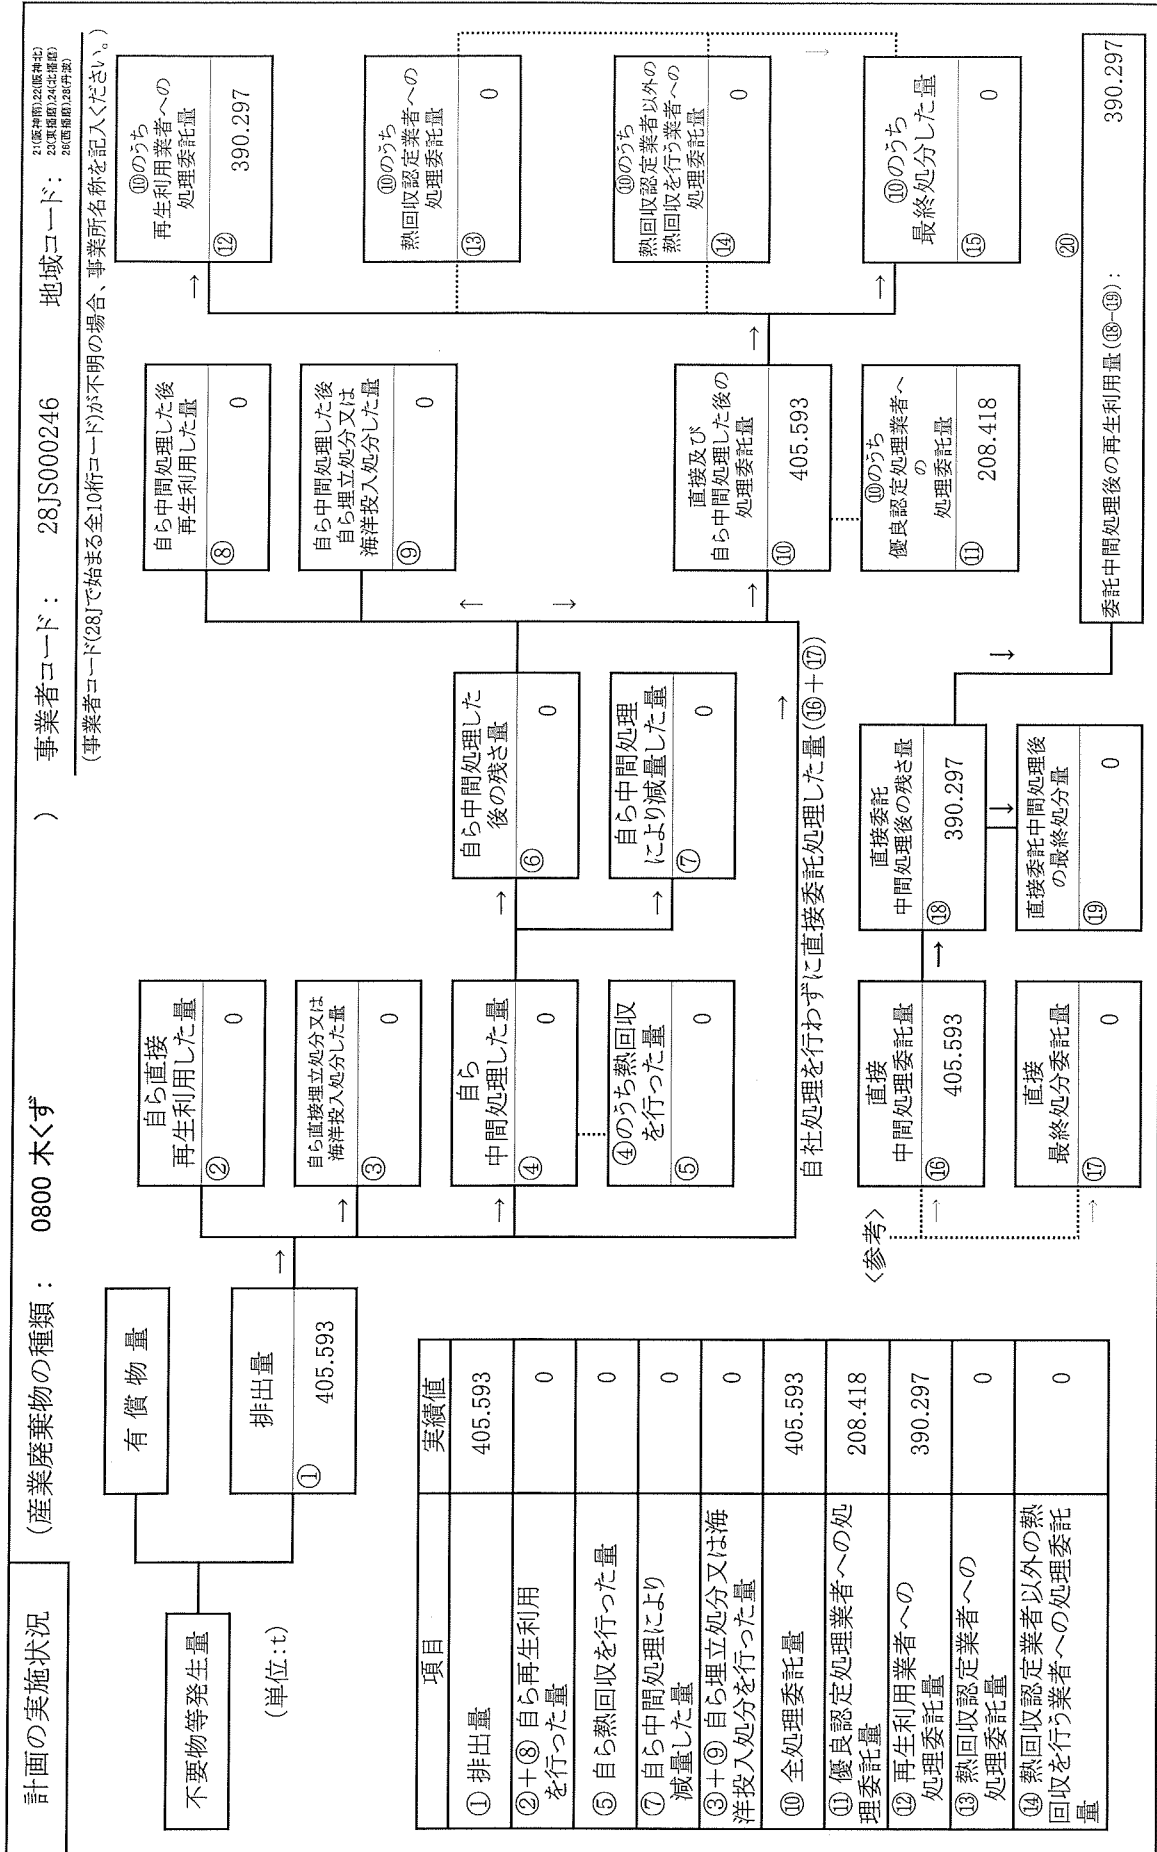 計画の実施状況
(産業廃棄物の種類：　0800 木くず　)
事業者コード：　28JS000246
地域コード：
21(阪神南),22(阪神北)
23(東播磨),24(北播磨)
26(西播磨),28(丹波)
(事業者コード(28Jで始まる全10桁コード)が不明の場合、事業所名称を記入ください。)
不要物等発生量
(単位:t)
有償物量
排出量
① 405.593
自ら直接
再生利用した量
② 0
自ら直接埋立処分又は
海洋投入処分した量
③ 0
自ら
中間処理した量
④ 0
④のうち熱回収
を行った量
⑤ 0
自ら中間処理した
後の残さ量
⑥ 0
自ら中間処理
により減量した量
⑦ 0
自ら中間処理した後
再生利用した量
⑧ 0
自ら中間処理した後
自ら埋立処分又は
海洋投入処分した量
⑨ 0
直接及び
自ら中間処理した後の
処理委託量
⑩ 405.593
⑩のうち
優良認定処理業者へ
の
処理委託量
⑪ 208.418
⑩のうち
再生利用業者への
処理委託量
⑫ 390.297
⑩のうち
熱回収認定業者への
処理委託量
⑬ 0
⑩のうち
熱回収認定業者以外の
熱回収を行う業者への
処理委託量
⑭ 0
⑩のうち
最終処分した量
⑮ 0
自社処理を行わずに直接委託処理した量(⑯＋⑰)
<参考>
直接
中間処理委託量
⑯ 405.593
直接
最終処分委託量
⑰ 0
直接委託
中間処理後の残さ量
⑱ 390.297
直接委託中間処理後
の最終処分量
⑲ 0
⑳
委託中間処理後の再生利用量(⑱-⑲)：　390.297
項目 実績値
① 排出量 405.593
②＋⑧ 自ら再生利用
を行った量 0
⑤ 自ら熱回収を行った量 0
⑦ 自ら中間処理により
減量した量 0
③＋⑨ 自ら埋立処分又は海
洋投入処分を行った量 0
⑩ 全処理委託量 405.593
⑪ 優良認定処理業者への処
理委託量 208.418
⑫ 再生利用業者への
処理委託量 390.297
⑬ 熱回収認定業者への
処理委託量 0
⑭ 熱回収認定業者以外の熱
回収を行う業者への処理委託
量 0